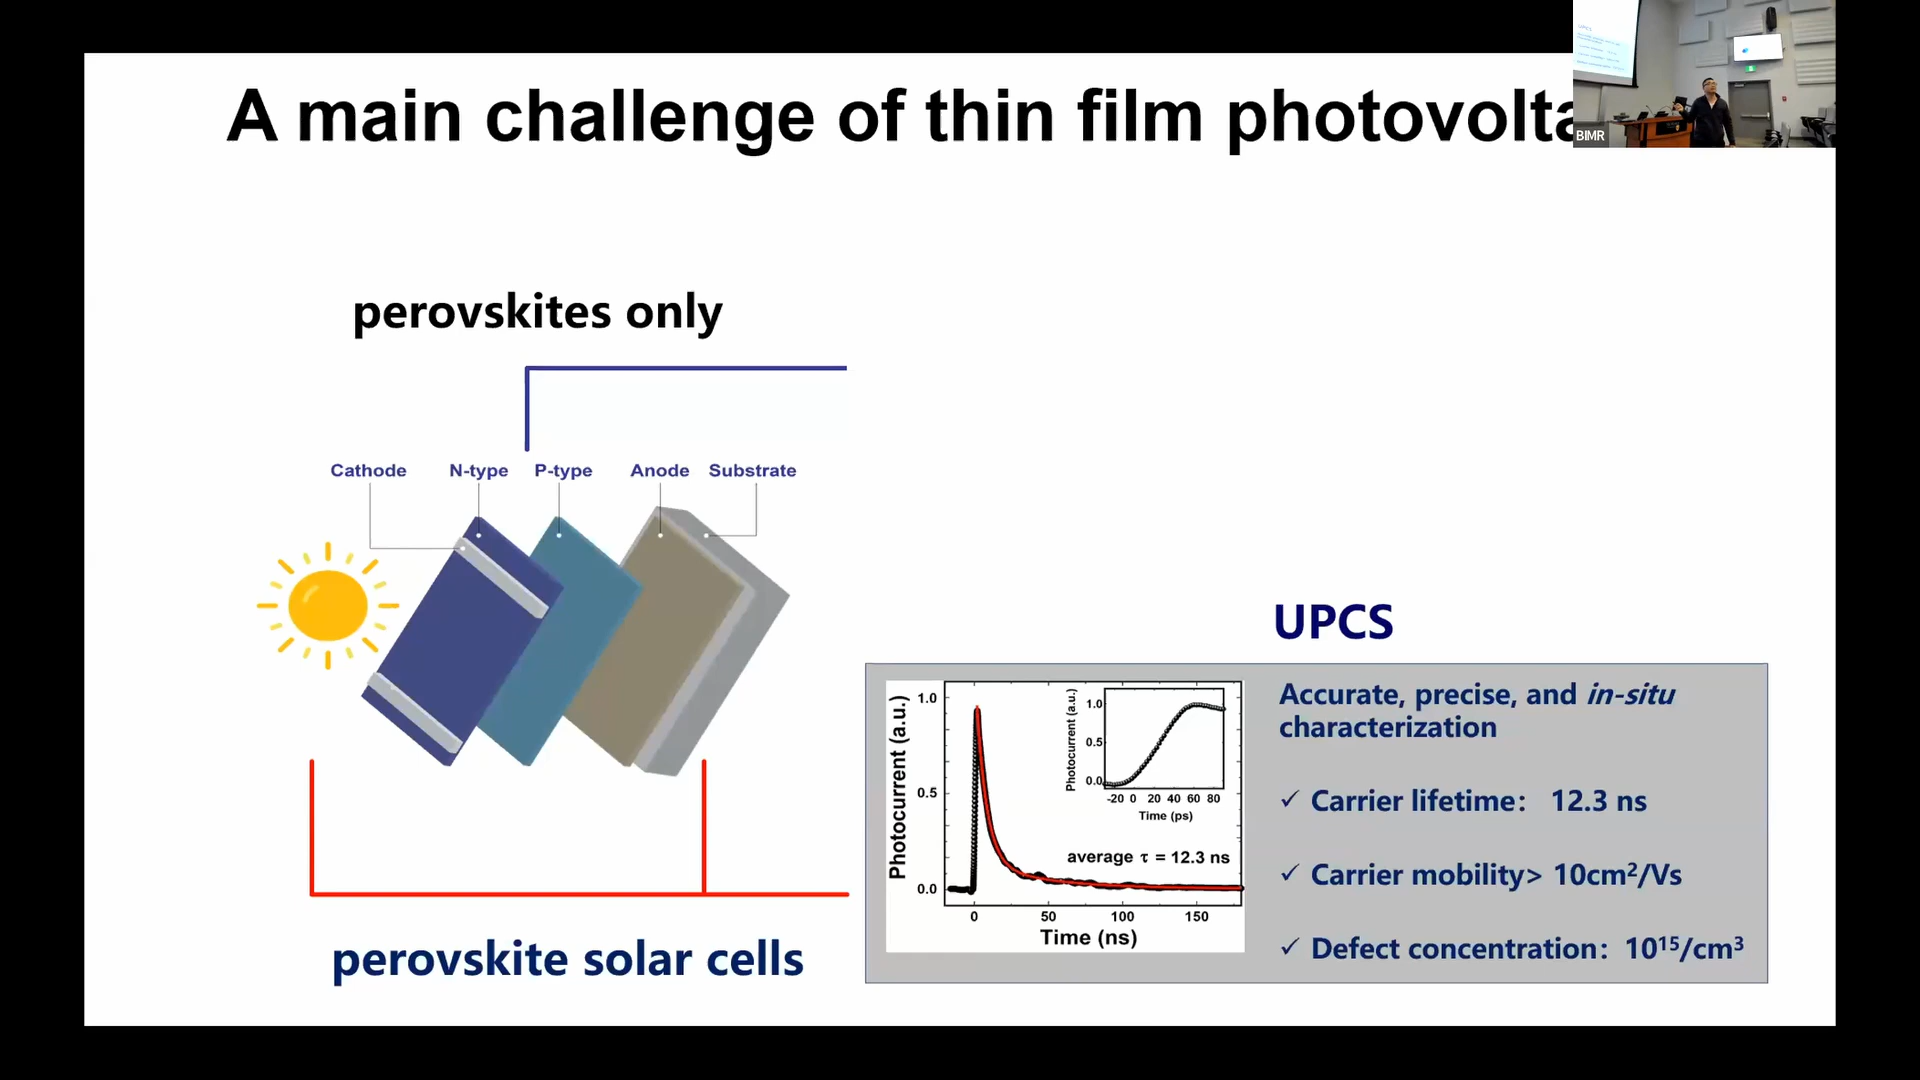 A main challenge of thin film photovolta
BIMR
perovskites only
Cathode
N-type
P-type
Anode
Substrate
perovskite solar cells
UPCS
Photocurrent (a.u.)
1.0
0.5
0.0
0
50
100
150
Time (ns)
average τ = 12.3 ns
Photocurrent (a.u.)
1.0
0.5
0.0
-20
0
20
40
60
80
Time (ps)
Accurate, precise, and in-situ
characterization
✓ Carrier lifetime: 12.3 ns
✓ Carrier mobility> 10cm²/Vs
✓ Defect concentration: 10¹⁵/cm³